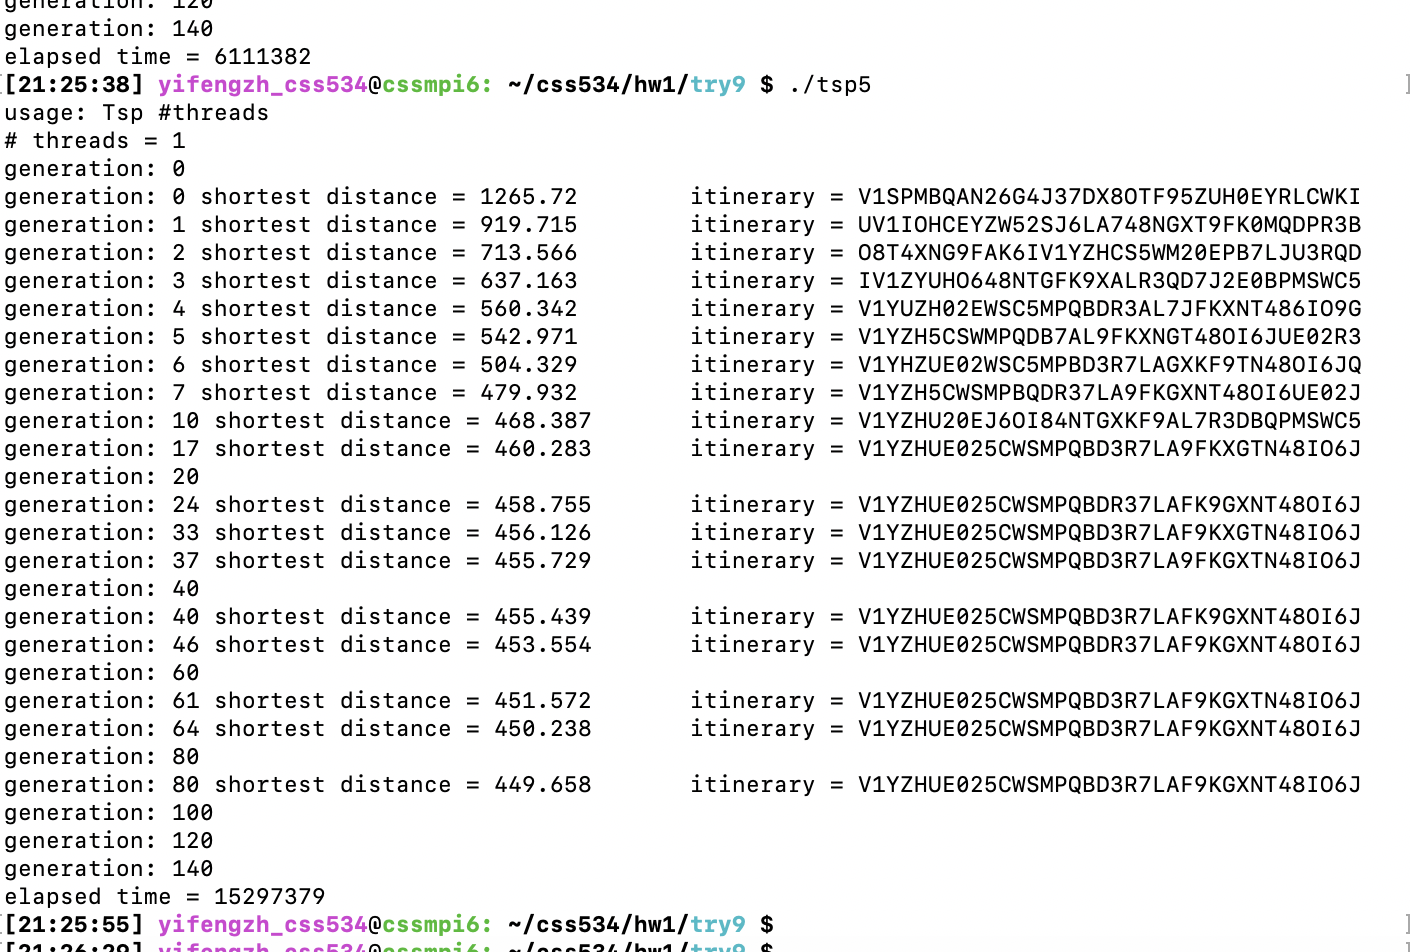 generation: 120
generation: 140
elapsed time = 6111382
[21:25:38] yifengzh_css534@cssmpi6: ~/css534/hw1/try9 $ ./tsp5
usage: Tsp #threads
# threads = 1
generation: 0
generation: 0 shortest distance = 1265.72 itinerary = V1SPMBQAN26G4J37DX8OTF95ZUH0EYRLCWKI
generation: 1 shortest distance = 919.715 itinerary = UV1IOHCEYZW52SJ6LA748NGXT9FK0MQDPR3B
generation: 2 shortest distance = 713.566 itinerary = O8T4XNG9FAK6IV1YZHCS5WM20EPB7LJU3RQD
generation: 3 shortest distance = 637.163 itinerary = IV1ZYUHO648NTGFK9XALR3QD7J2E0BPMSWC5
generation: 4 shortest distance = 560.342 itinerary = V1YUZH02EWSC5MPQBDR3AL7JFKXNT486IO9G
generation: 5 shortest distance = 542.971 itinerary = V1YZH5CSWMPQDB7AL9FKXNGT48OI6JUE02R3
generation: 6 shortest distance = 504.329 itinerary = V1YHZUE02WSC5MPBD3R7LAGXKF9TN48OI6JQ
generation: 7 shortest distance = 479.932 itinerary = V1YZH5CWSMPBQDR37LA9FKGXNT48OI6UE02J
generation: 10 shortest distance = 468.387 itinerary = V1YZHU20EJ6OI84NTGXKF9AL7R3DBQPMSWC5
generation: 17 shortest distance = 460.283 itinerary = V1YZHUE025CWSMPQBD3R7LA9FKXGTN48IO6J
generation: 20
generation: 24 shortest distance = 458.755 itinerary = V1YZHUE025CWSMPQBDR37LAFK9GXNT48OI6J
generation: 33 shortest distance = 456.126 itinerary = V1YZHUE025CWSMPQBD3R7LAF9KXGTN48OI6J
generation: 37 shortest distance = 455.729 itinerary = V1YZHUE025CWSMPQBD3R7LA9FKGXNT48IO6J
generation: 40
generation: 40 shortest distance = 455.439 itinerary = V1YZHUE025CWSMPQBD3R7LAFK9GXNT48OI6J
generation: 46 shortest distance = 453.554 itinerary = V1YZHUE025CWSMPQBDR37LAF9KGXNT48OI6J
generation: 60
generation: 61 shortest distance = 451.572 itinerary = V1YZHUE025CWSMPQBD3R7LAF9KGXTN48IO6J
generation: 64 shortest distance = 450.238 itinerary = V1YZHUE025CWSMPQBD3R7LAF9KGXNT48OI6J
generation: 80
generation: 80 shortest distance = 449.658 itinerary = V1YZHUE025CWSMPQBD3R7LAF9KGXNT48IO6J
generation: 100
generation: 120
generation: 140
elapsed time = 15297379
[21:25:55] yifengzh_css534@cssmpi6: ~/css534/hw1/try9 $
[21:26:29] yifengzh_css534@cssmpi6: ~/css534/hw1/try9 $